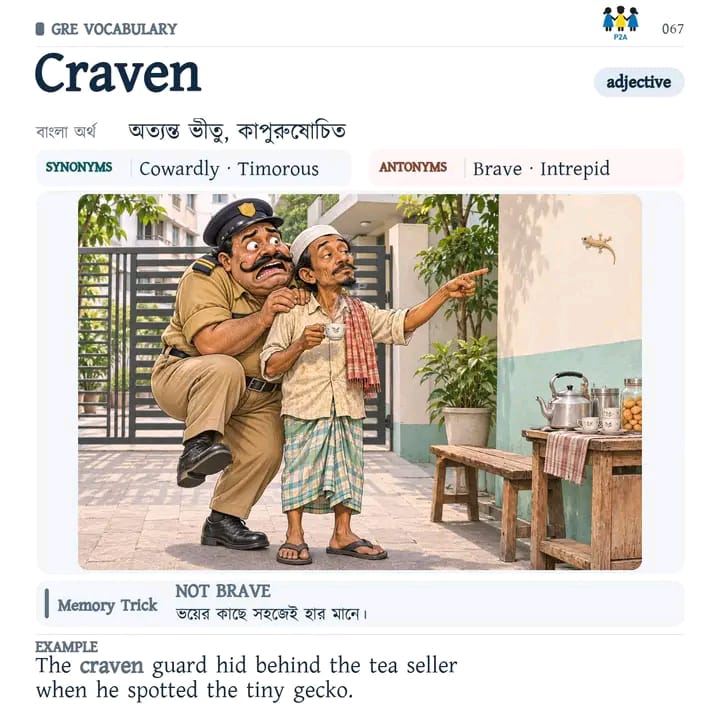 GRE VOCABULARY
P2A
067
Craven
adjective
বাংলা অর্থ অত্যন্ত ভীতু, কাপুরুষোচিত
SYNONYMS Cowardly · Timorous
ANTONYMS Brave · Intrepid
Memory Trick
NOT BRAVE
ভয়ের কাছে সহজেই হার মানে।
EXAMPLE
The craven guard hid behind the tea seller
when he spotted the tiny gecko.